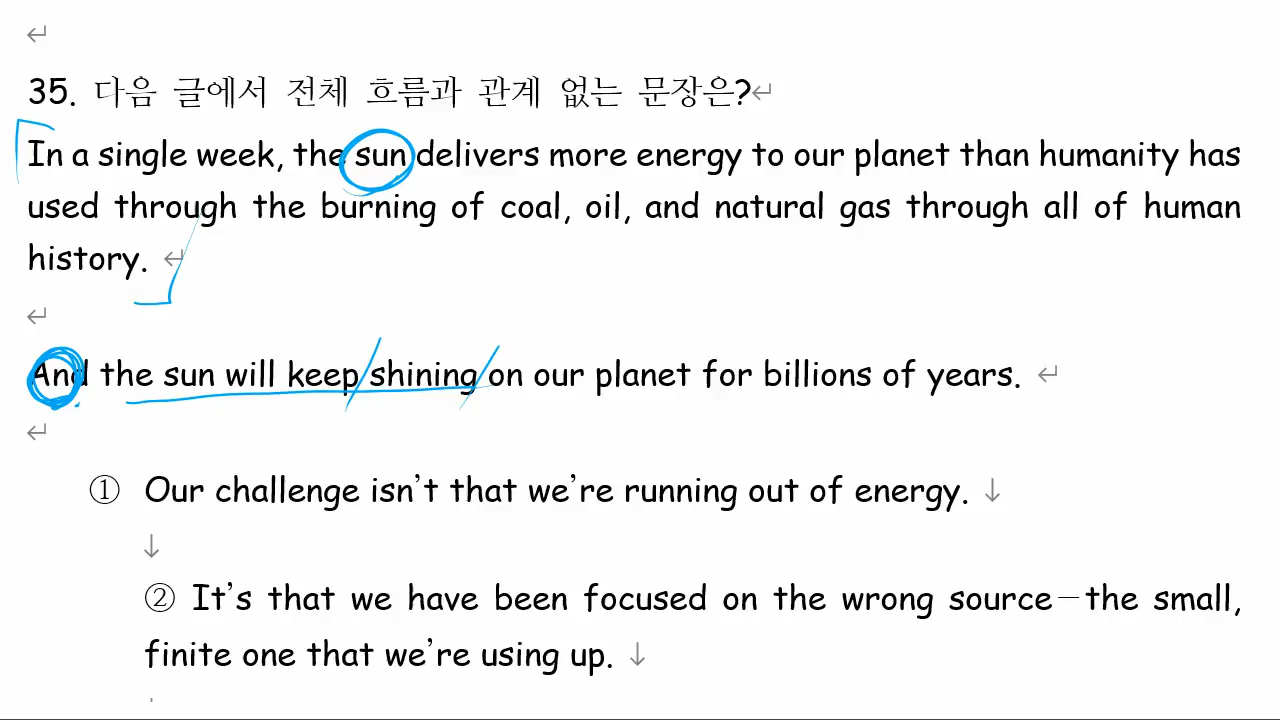 35. 다음 글에서 전체 흐름과 관계 없는 문장은?
In a single week, the sun delivers more energy to our planet than humanity has
used through the burning of coal, oil, and natural gas through all of human
history.
And the sun will keep shining on our planet for billions of years.
① Our challenge isn't that we're running out of energy.
② It's that we have been focused on the wrong source—the small,
finite one that we're using up.